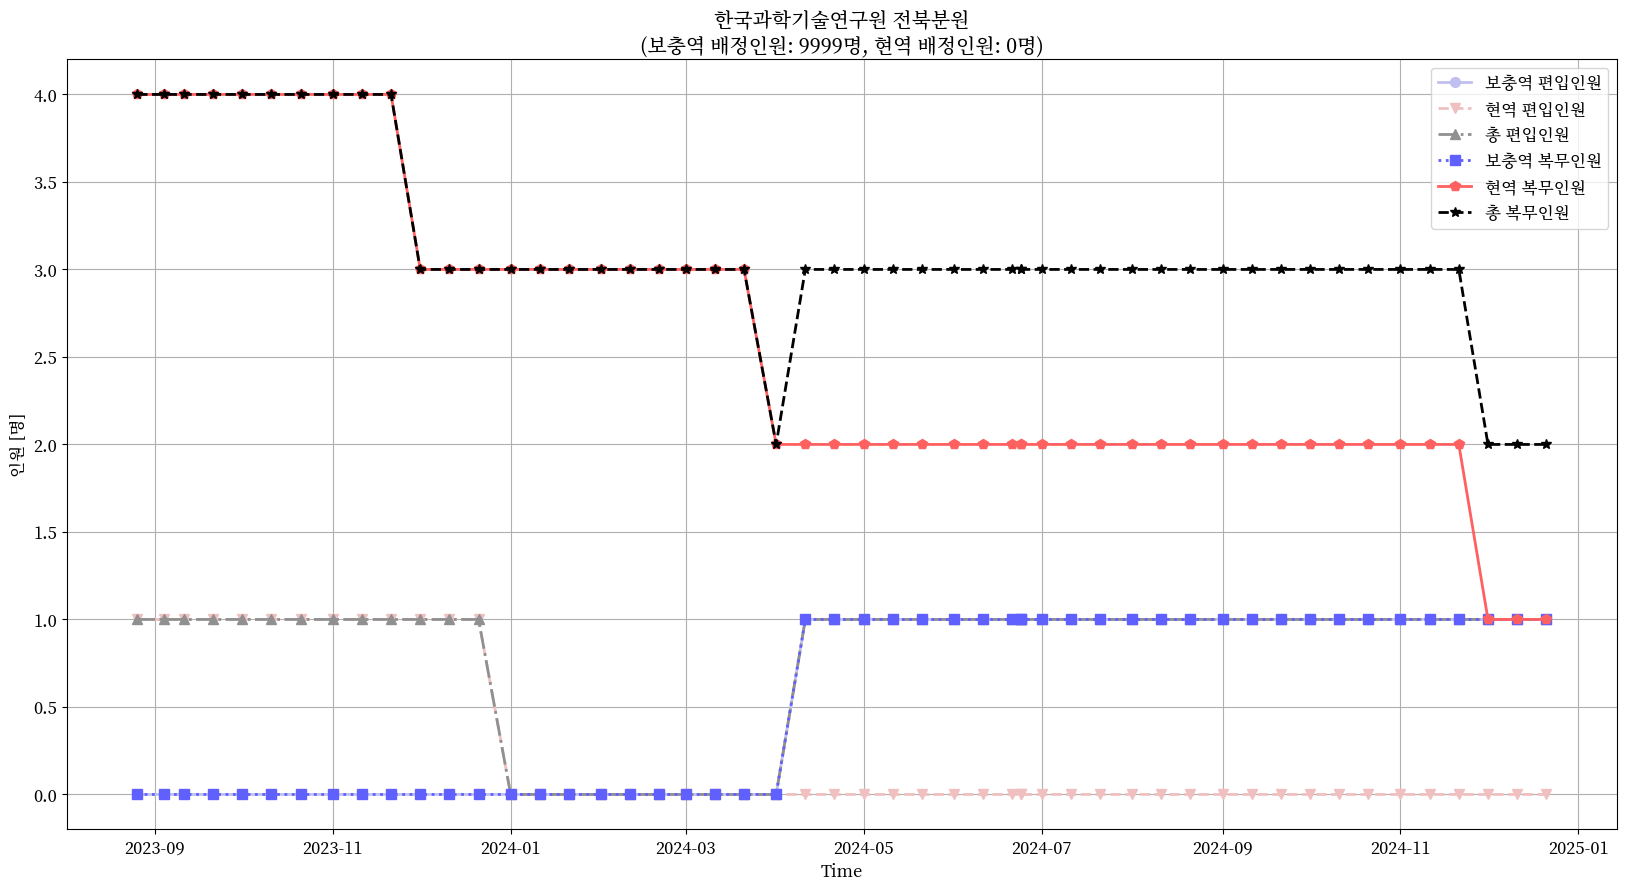 한국과학기술연구원 전북분원
(보충역 배정인원: 9999명, 현역 배정인원: 0명)
보충역 편입인원
현역 편입인원
총 편입인원
보충역 복무인원
현역 복무인원
총 복무인원
인원 [명]
4.0
3.5
3.0
2.5
2.0
1.5
1.0
0.5
0.0
2023-09 2023-11 2024-01 2024-03 2024-05 2024-07 2024-09 2024-11 2025-01
Time